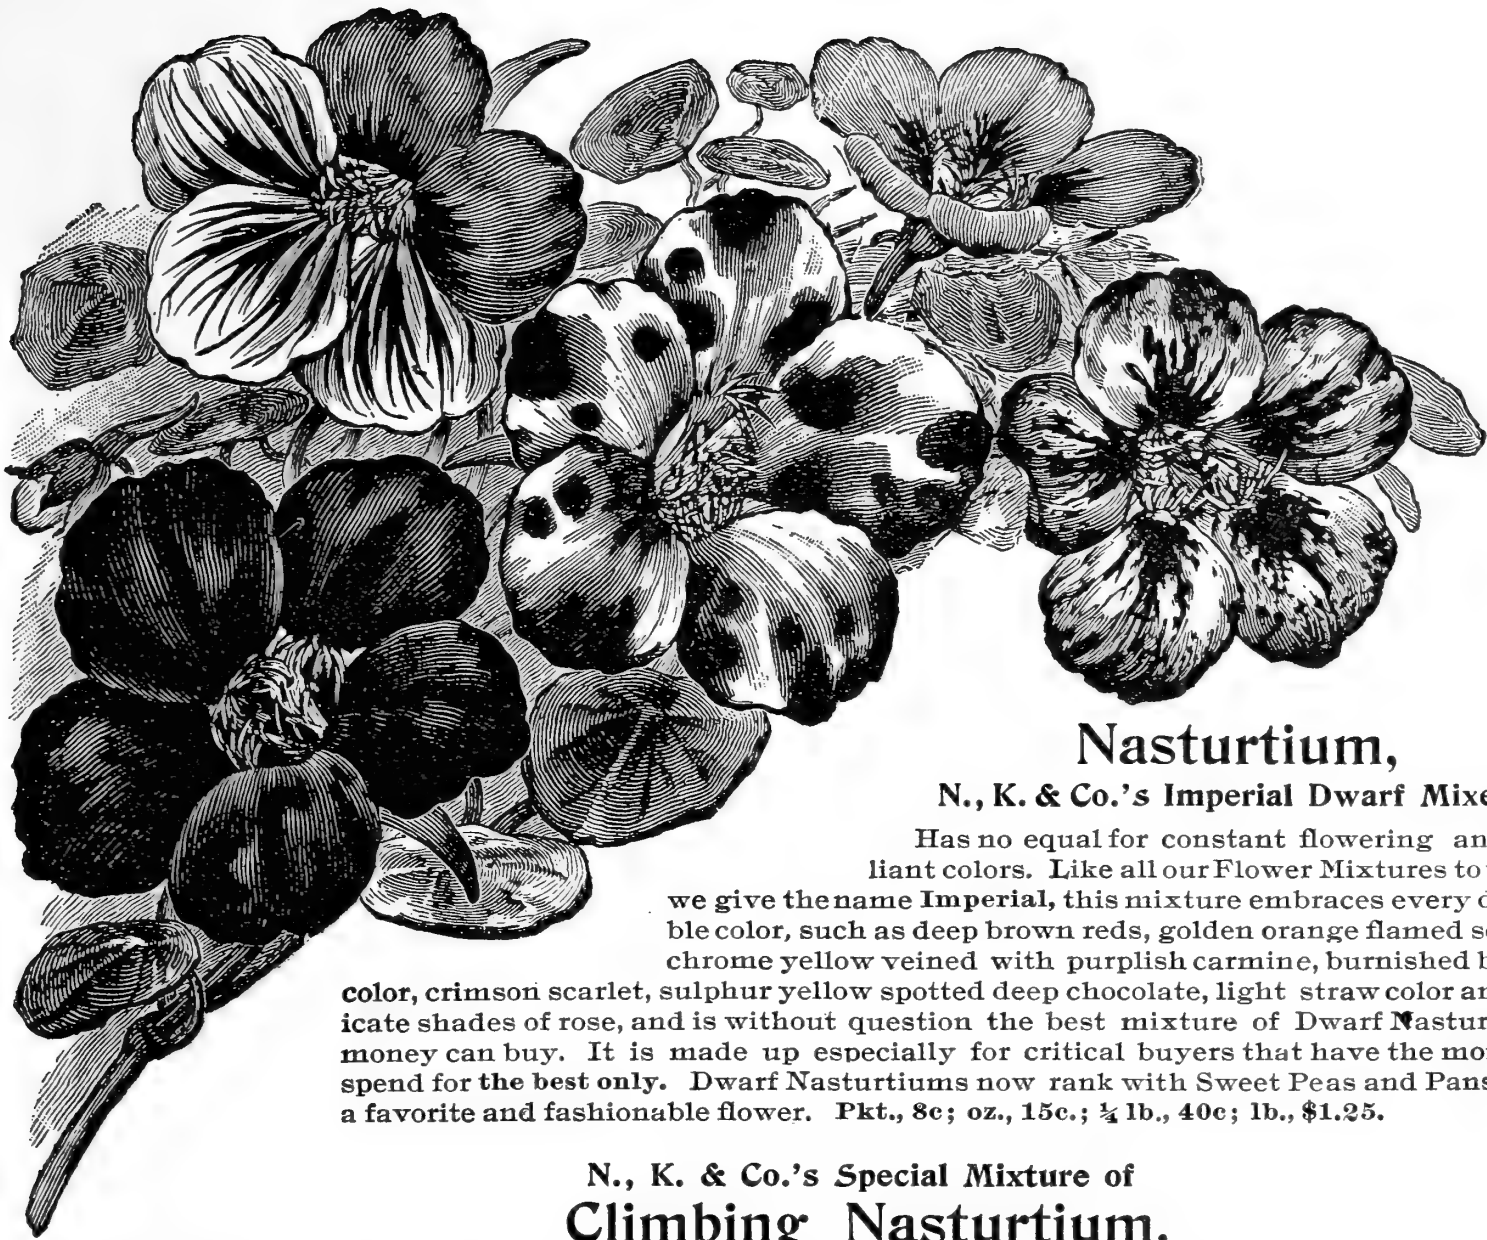 Nasturtium,
N., K. & Co.'s Imperial Dwarf Mixe
Has no equal for constant flowering an
liant colors. Like all our Flower Mixtures to
we give the name Imperial, this mixture embraces every d
ble color, such as deep brown reds, golden orange flamed s
chrome yellow veined with purplish carmine, burnished
color, crimson scarlet, sulphur yellow spotted deep chocolate, light straw color an
icate shades of rose, and is without question the best mixture of Dwarf Nastur
money can buy. It is made up especially for critical buyers that have the mo
spend for the best only. Dwarf Nasturtiums now rank with Sweet Peas and Pans
a favorite and fashionable flower. Pkt., 8c; oz., 15c.; ¼ lb., 40c; lb., $1.25.
N., K. & Co.'s Special Mixture of
Climbing Nasturtium.